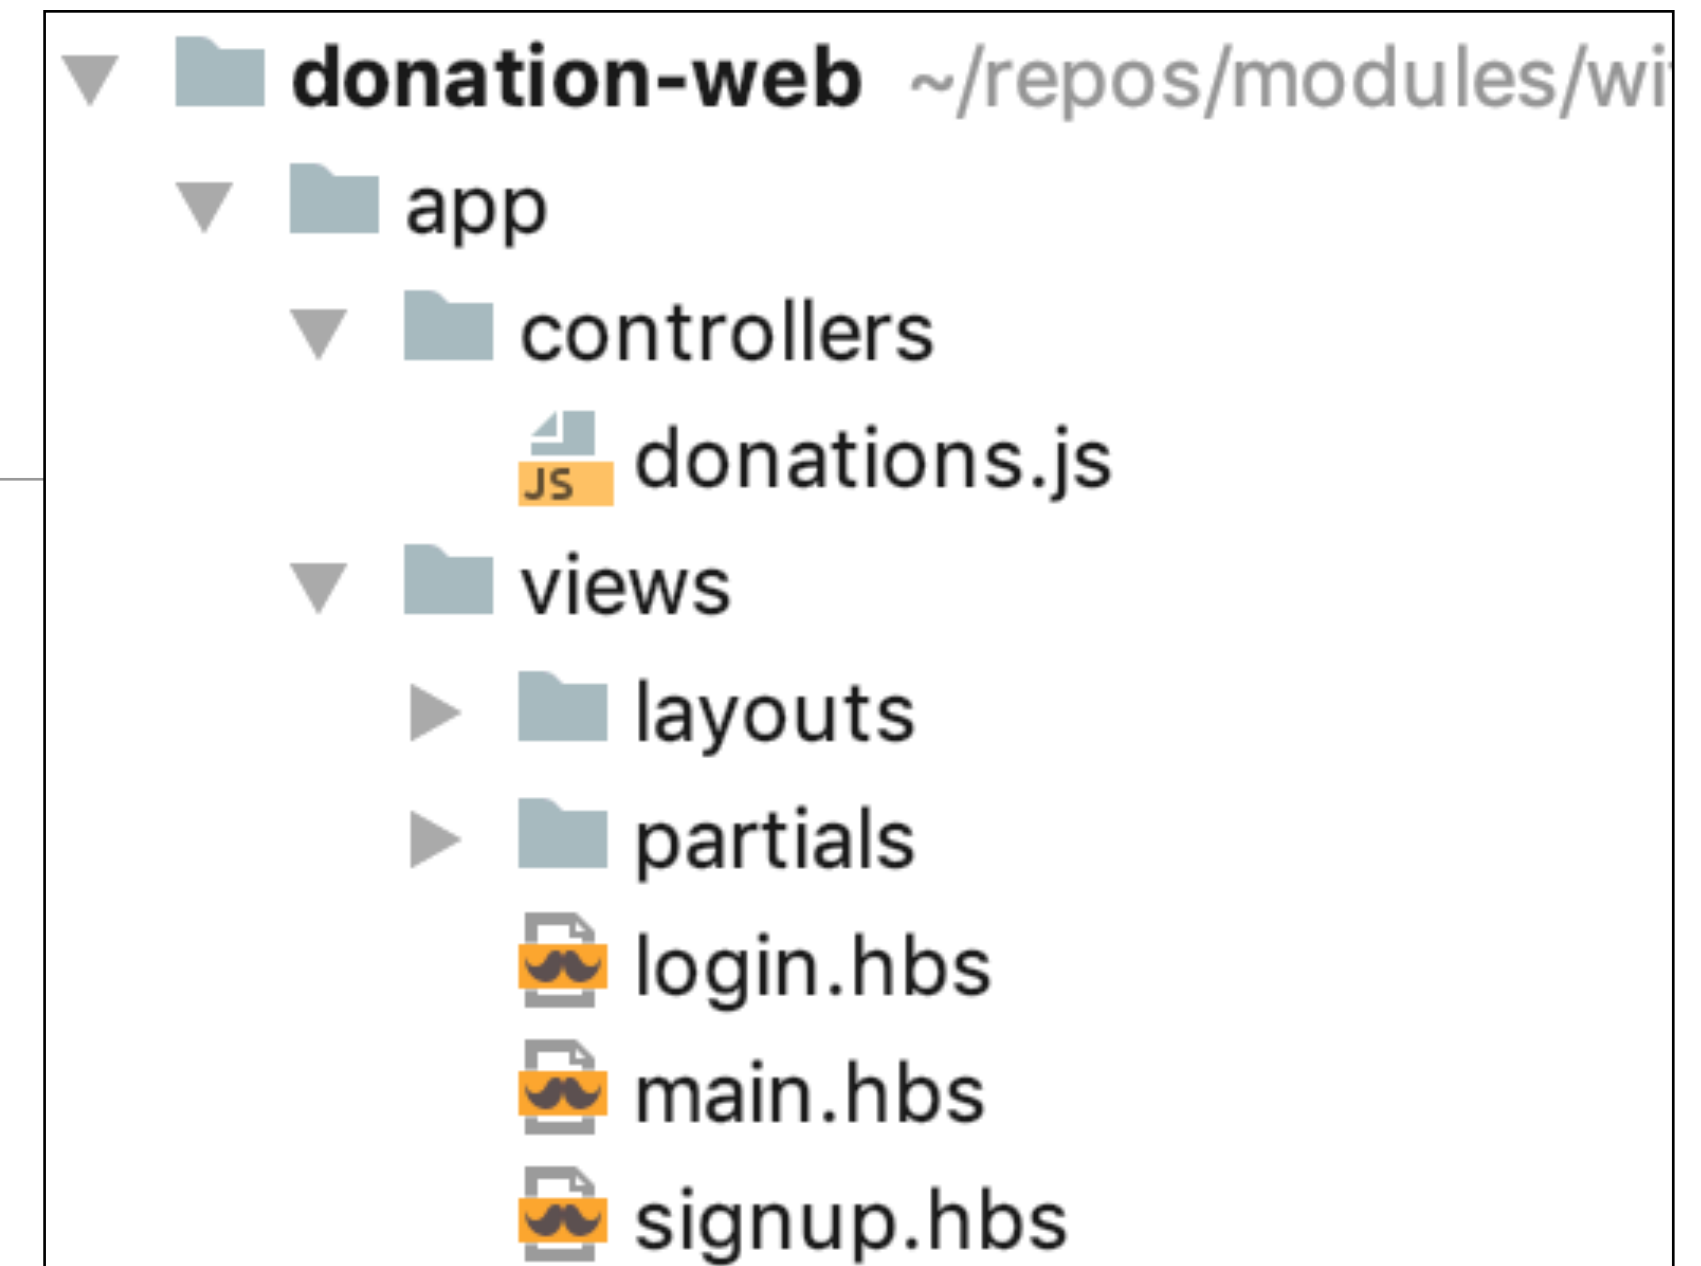 donation-web ~/repos/modules/wi
app
controllers
JS donations.js
views
layouts
partials
login.hbs
main.hbs
signup.hbs